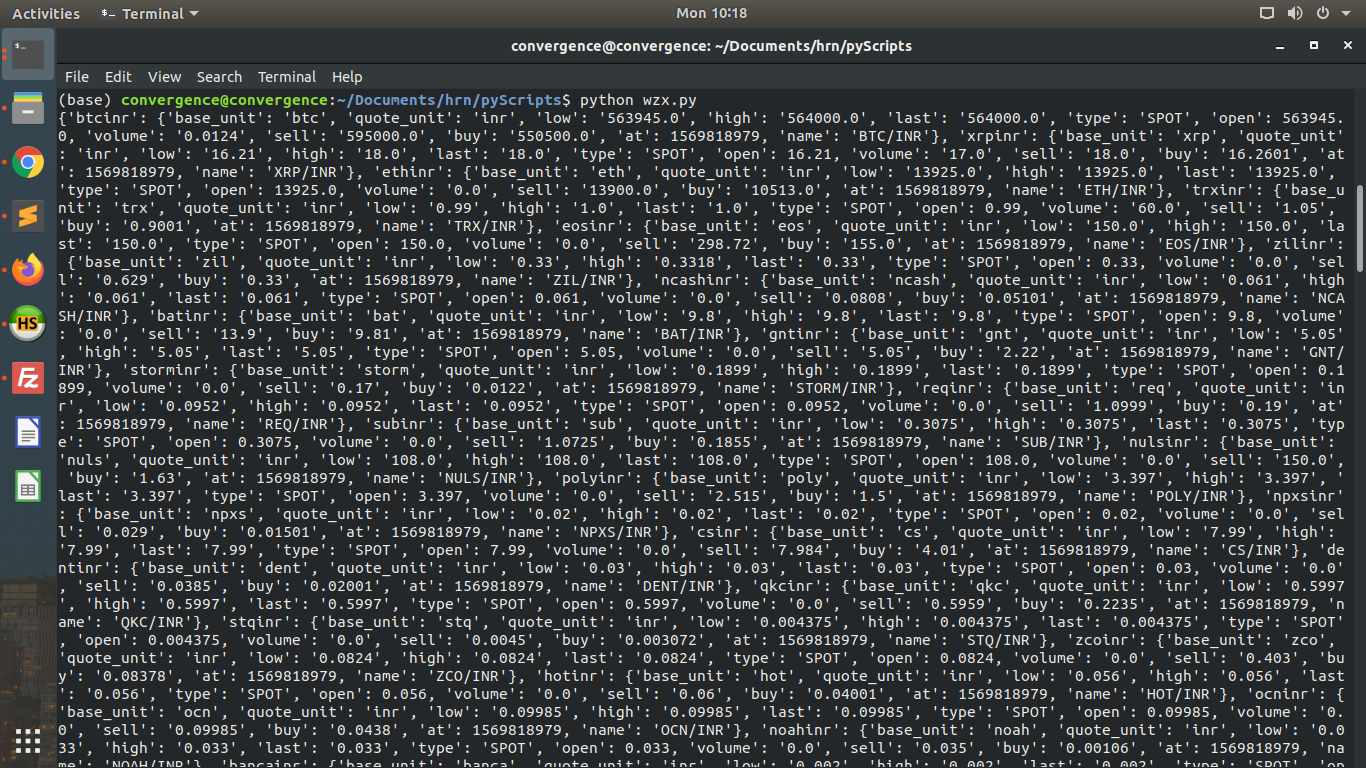 Activities Terminal Mon 10:18
convergence@convergence: ~/Documents/hrn/pyScripts
File Edit View Search Terminal Help
(base) convergence@convergence:~/Documents/hrn/pyScripts$ python wzx.py
{'btcinr': {'base_unit': 'btc', 'quote_unit': 'inr', 'low': '563945.0', 'high': '564000.0', 'last': '564000.0', 'type': 'SPOT', 'open': 563945.
0, 'volume': '0.0124', 'sell': '595000.0', 'buy': '550500.0', 'at': 1569818979, 'name': 'BTC/INR'}, 'xrpinr': {'base_unit': 'xrp', 'quote_unit'
: 'inr', 'low': '16.21', 'high': '18.0', 'last': '18.0', 'type': 'SPOT', 'open': 16.21, 'volume': '17.0', 'sell': '18.0', 'buy': '16.2601', 'at
': 1569818979, 'name': 'XRP/INR'}, 'ethinr': {'base_unit': 'eth', 'quote_unit': 'inr', 'low': '13925.0', 'high': '13925.0', 'last': '13925.0',
'type': 'SPOT', 'open': 13925.0, 'volume': '0.0', 'sell': '13900.0', 'buy': '10513.0', 'at': 1569818979, 'name': 'ETH/INR'}, 'trxinr': {'base_u
nit': 'trx', 'quote_unit': 'inr', 'low': '0.99', 'high': '1.0', 'last': '1.0', 'type': 'SPOT', 'open': 0.99, 'volume': '60.0', 'sell': '1.05',
'buy': '0.9001', 'at': 1569818979, 'name': 'TRX/INR'}, 'eosinr': {'base_unit': 'eos', 'quote_unit': 'inr', 'low': '150.0', 'high': '150.0', 'la
st': '150.0', 'type': 'SPOT', 'open': 150.0, 'volume': '0.0', 'sell': '298.72', 'buy': '155.0', 'at': 1569818979, 'name': 'EOS/INR'}, 'zilinr':
{'base_unit': 'zil', 'quote_unit': 'inr', 'low': '0.33', 'high': '0.3318', 'last': '0.33', 'type': 'SPOT', 'open': 0.33, 'volume': '0.0', 'sel
l': '0.629', 'buy': '0.33', 'at': 1569818979, 'name': 'ZIL/INR'}, 'ncashinr': {'base_unit': 'ncash', 'quote_unit': 'inr', 'low': '0.061', 'high
': '0.061', 'last': '0.061', 'type': 'SPOT', 'open': 0.061, 'volume': '0.0', 'sell': '0.0808', 'buy': '0.05101', 'at': 1569818979, 'name': 'NCA
SH/INR'}, 'batinr': {'base_unit': 'bat', 'quote_unit': 'inr', 'low': '9.8', 'high': '9.8', 'last': '9.8', 'type': 'SPOT', 'open': 9.8, 'volume'
: '0.0', 'sell': '13.9', 'buy': '9.81', 'at': 1569818979, 'name': 'BAT/INR'}, 'gntinr': {'base_unit': 'gnt', 'quote_unit': 'inr', 'low': '5.05'
, 'high': '5.05', 'last': '5.05', 'type': 'SPOT', 'open': 5.05, 'volume': '0.0', 'sell': '5.05', 'buy': '2.22', 'at': 1569818979, 'name': 'GNT/
INR'}, 'storminr': {'base_unit': 'storm', 'quote_unit': 'inr', 'low': '0.1899', 'high': '0.1899', 'last': '0.1899', 'type': 'SPOT', 'open': 0.1
899, 'volume': '0.0', 'sell': '0.17', 'buy': '0.0122', 'at': 1569818979, 'name': 'STORM/INR'}, 'reqinr': {'base_unit': 'req', 'quote_unit': 'in
r', 'low': '0.0952', 'high': '0.0952', 'last': '0.0952', 'type': 'SPOT', 'open': 0.0952, 'volume': '0.0', 'sell': '1.0999', 'buy': '0.19', 'at'
: 1569818979, 'name': 'REQ/INR'}, 'subinr': {'base_unit': 'sub', 'quote_unit': 'inr', 'low': '0.3075', 'high': '0.3075', 'last': '0.3075', 'typ
e': 'SPOT', 'open': 0.3075, 'volume': '0.0', 'sell': '1.0725', 'buy': '0.1855', 'at': 1569818979, 'name': 'SUB/INR'}, 'nulsinr': {'base_unit':
'nuls', 'quote_unit': 'inr', 'low': '108.0', 'high': '108.0', 'last': '108.0', 'type': 'SPOT', 'open': 108.0, 'volume': '0.0', 'sell': '150.0',
'buy': '1.63', 'at': 1569818979, 'name': 'NULS/INR'}, 'polyinr': {'base_unit': 'poly', 'quote_unit': 'inr', 'low': '3.397', 'high': '3.397', '
last': '3.397', 'type': 'SPOT', 'open': 3.397, 'volume': '0.0', 'sell': '2.515', 'buy': '1.5', 'at': 1569818979, 'name': 'POLY/INR'}, 'npxsinr'
: {'base_unit': 'npxs', 'quote_unit': 'inr', 'low': '0.02', 'high': '0.02', 'last': '0.02', 'type': 'SPOT', 'open': 0.02, 'volume': '0.0', 'sel
l': '0.029', 'buy': '0.01501', 'at': 1569818979, 'name': 'NPXS/INR'}, 'csinr': {'base_unit': 'cs', 'quote_unit': 'inr', 'low': '7.99', 'high':
'7.99', 'last': '7.99', 'type': 'SPOT', 'open': 7.99, 'volume': '0.0', 'sell': '7.984', 'buy': '4.01', 'at': 1569818979, 'name': 'CS/INR'}, 'de
ntinr': {'base_unit': 'dent', 'quote_unit': 'inr', 'low': '0.03', 'high': '0.03', 'last': '0.03', 'type': 'SPOT', 'open': 0.03, 'volume': '0.0'
, 'sell': '0.0385', 'buy': '0.02001', 'at': 1569818979, 'name': 'DENT/INR'}, 'qkcinr': {'base_unit': 'qkc', 'quote_unit': 'inr', 'low': '0.5997
', 'high': '0.5997', 'last': '0.5997', 'type': 'SPOT', 'open': 0.5997, 'volume': '0.0', 'sell': '0.5959', 'buy': '0.2235', 'at': 1569818979, 'n
ame': 'QKC/INR'}, 'stqinr': {'base_unit': 'stq', 'quote_unit': 'inr', 'low': '0.004375', 'high': '0.004375', 'last': '0.004375', 'type': 'SPOT'
, 'open': 0.004375, 'volume': '0.0', 'sell': '0.0045', 'buy': '0.003072', 'at': 1569818979, 'name': 'STQ/INR'}, 'zcoinr': {'base_unit': 'zco',
'quote_unit': 'inr', 'low': '0.0824', 'high': '0.0824', 'last': '0.0824', 'type': 'SPOT', 'open': 0.0824, 'volume': '0.0', 'sell': '0.403', 'bu
y': '0.08378', 'at': 1569818979, 'name': 'ZCO/INR'}, 'hotinr': {'base_unit': 'hot', 'quote_unit': 'inr', 'low': '0.056', 'high': '0.056', 'last
': '0.056', 'type': 'SPOT', 'open': 0.056, 'volume': '0.0', 'sell': '0.06', 'buy': '0.04001', 'at': 1569818979, 'name': 'HOT/INR'}, 'ocninr': {
'base_unit': 'ocn', 'quote_unit': 'inr', 'low': '0.09985', 'high': '0.09985', 'last': '0.09985', 'type': 'SPOT', 'open': 0.09985, 'volume': '0.
0', 'sell': '0.09985', 'buy': '0.0438', 'at': 1569818979, 'name': 'OCN/INR'}, 'noahinr': {'base_unit': 'noah', 'quote_unit': 'inr', 'low': '0.0
33', 'high': '0.033', 'last': '0.033', 'type': 'SPOT', 'open': 0.033, 'volume': '0.0', 'sell': '0.035', 'buy': '0.00106', 'at': 1569818979, 'na
me': 'NOAH/INR'}, 'bancainr': {'base_unit': 'banca', 'quote_unit': 'inr', 'low': '0.002', 'high': '0.002', 'last': '0.002', 'type': 'SPOT', 'op
HS
Fz